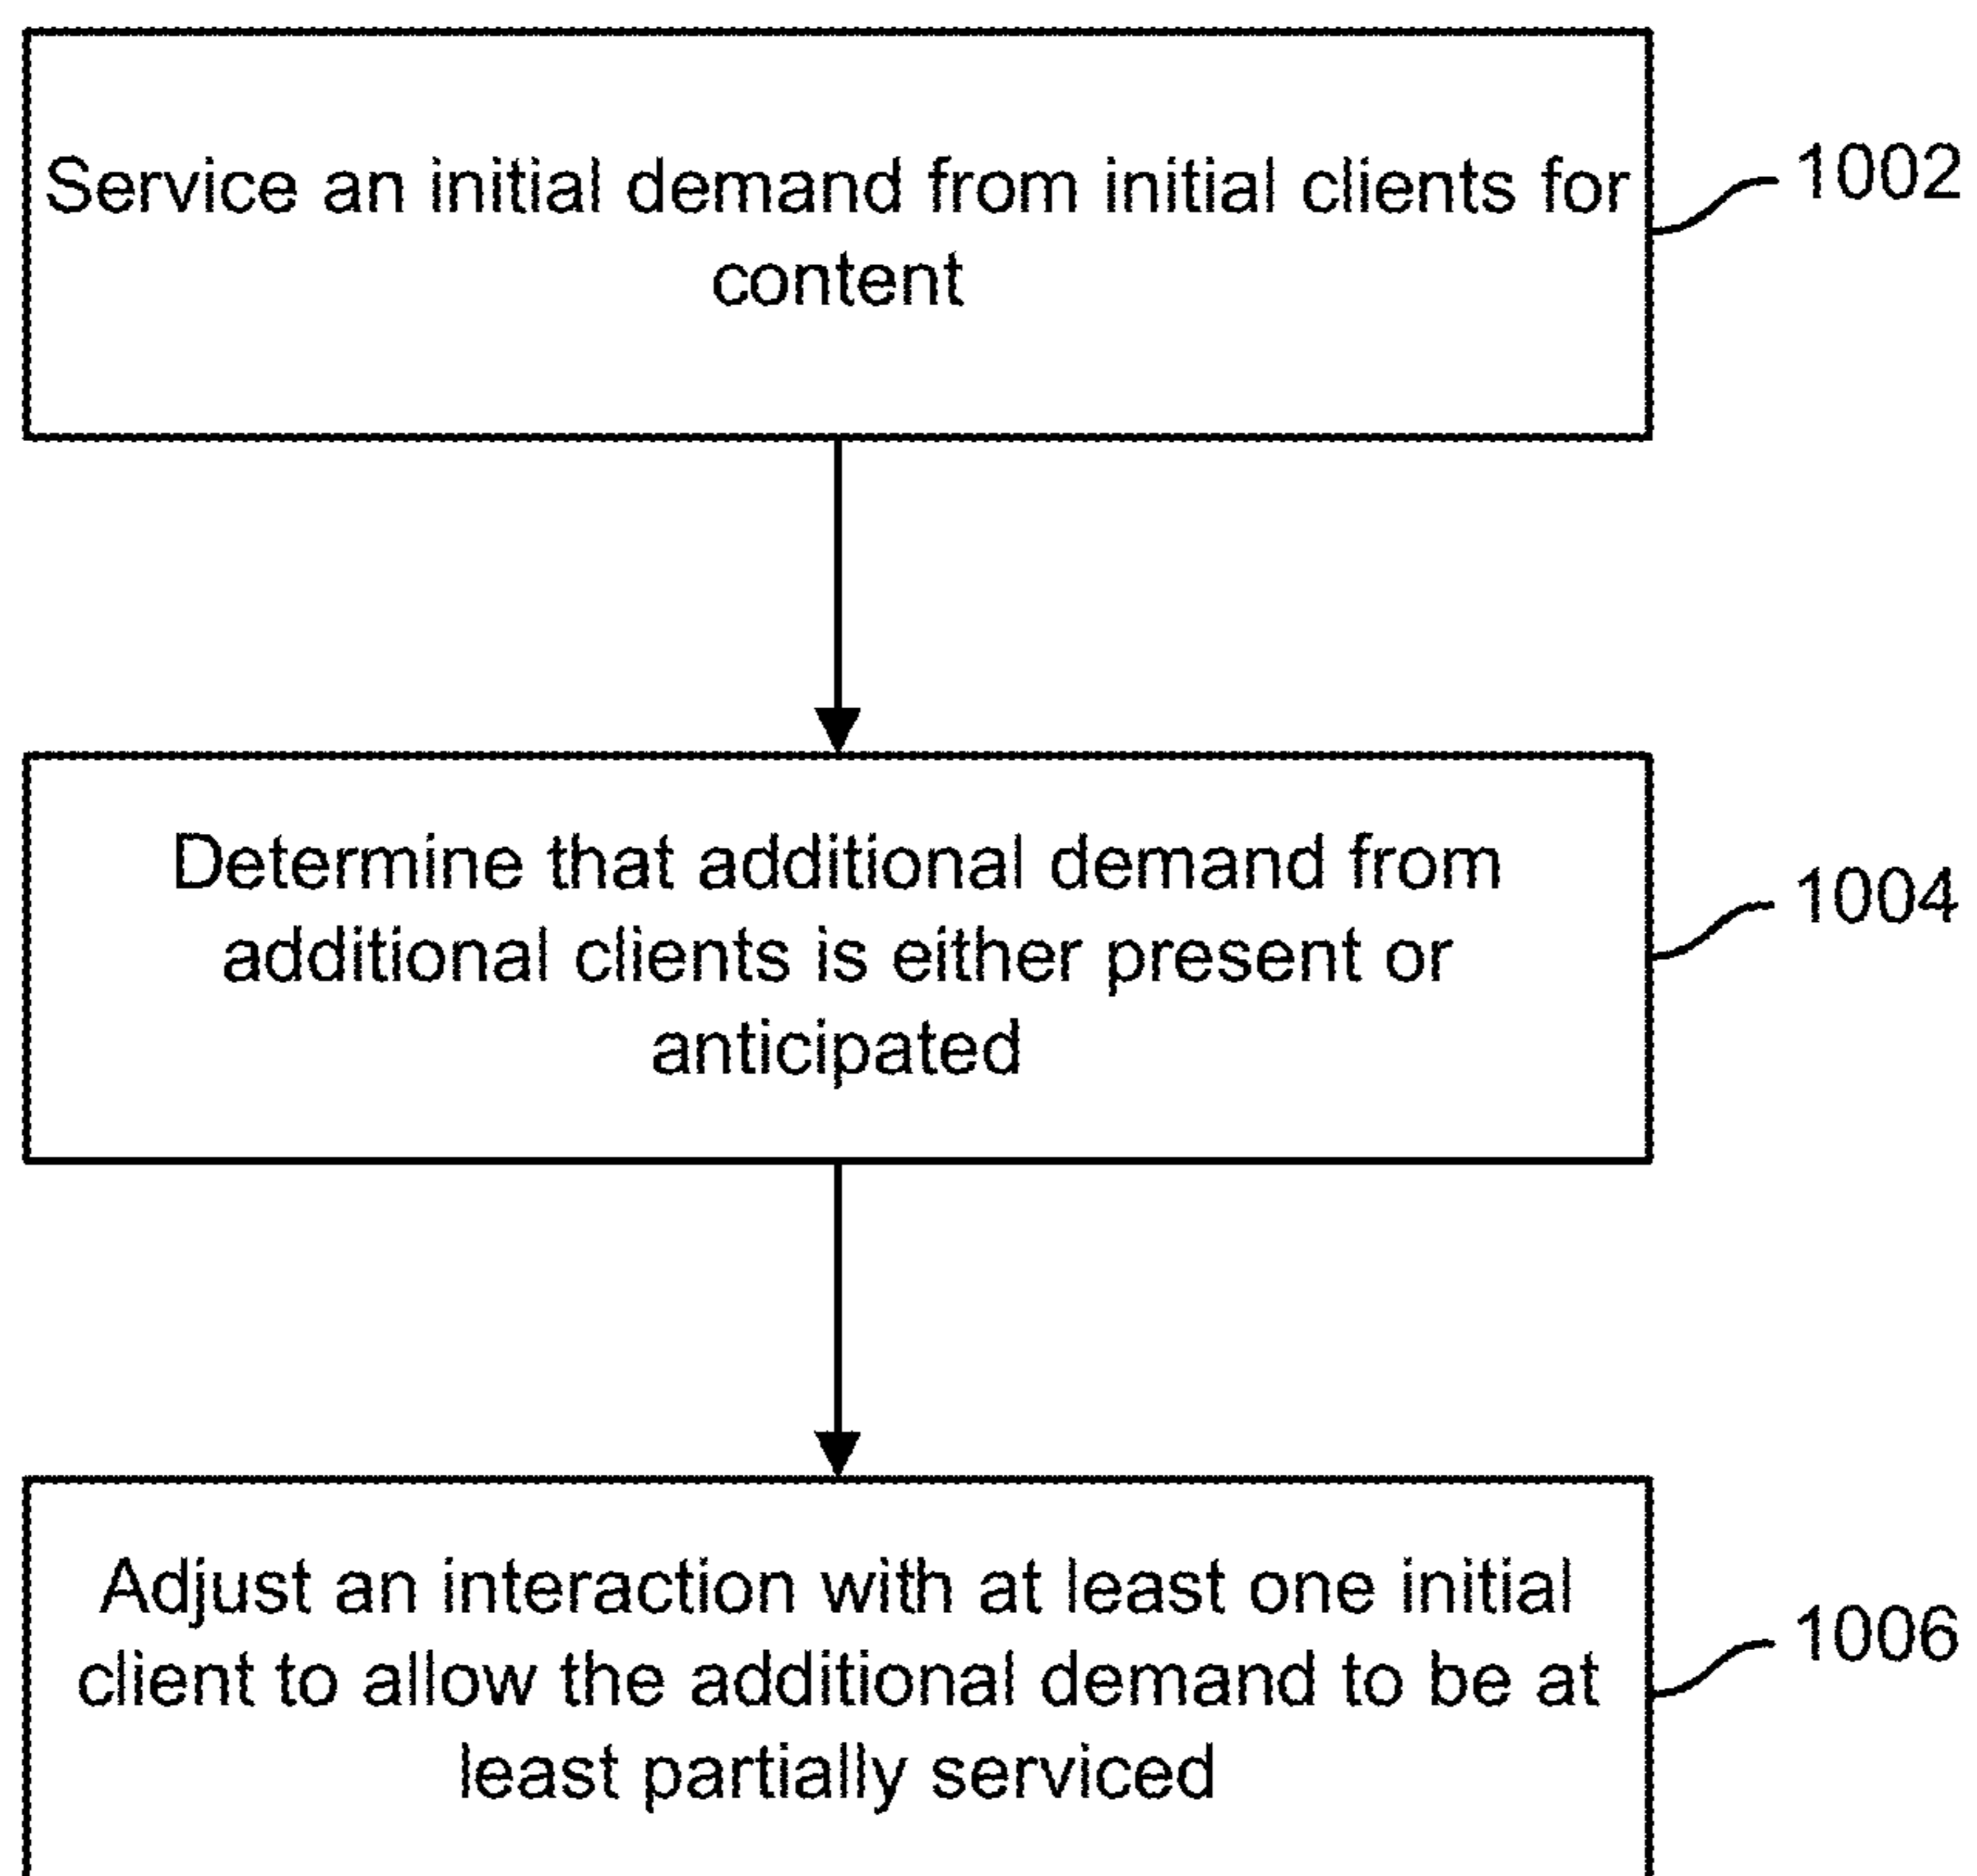 Service an initial demand from initial clients for
content
1002
Determine that additional demand from
additional clients is either present or
anticipated
1004
Adjust an interaction with at least one initial
client to allow the additional demand to be at
least partially serviced
1006